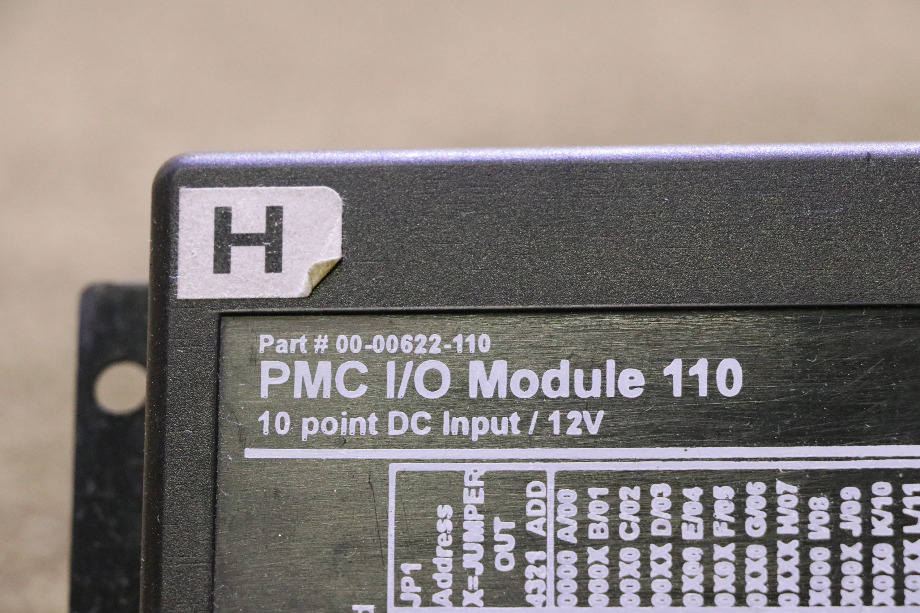 H
Part # 00-00622-110
PMC I/O Module 110
10 point DC Input / 12V
JP1
Address
X=JUMPER
OUT
4321 ADD
0000 A/00
000X B/01
00X0 C/02
00XX D/03
0X00 E/04
0X0X F/05
0XX0 G/06
0XXX H/07
X000 I/08
X00X J/09
X0X0 K/10
L/11